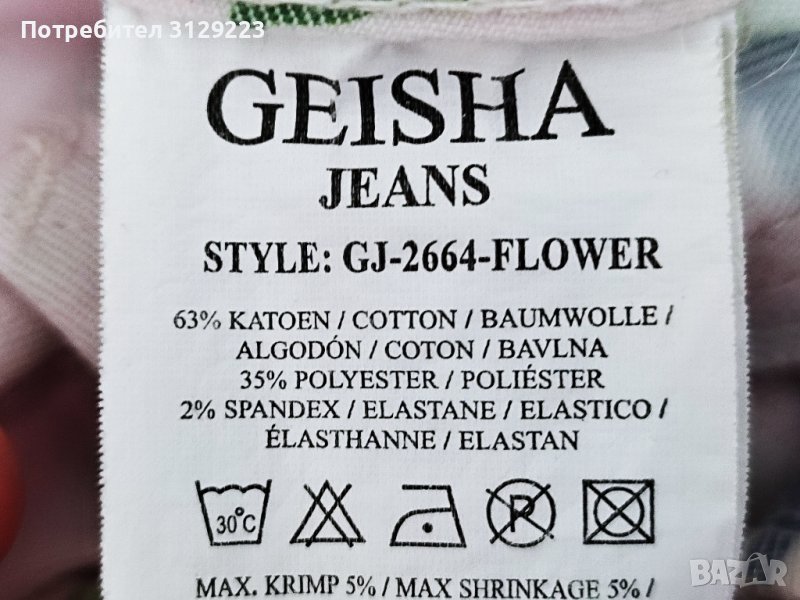 Потребител 3129223
GEISHA
JEANS
STYLE: GJ-2664-FLOWER
63% KATOEN / COTTON / BAUMWOLLE /
ALGODÓN / COTON / BAVLNA
35% POLYESTER / POLIÉSTER
2% SPANDEX / ELASTANE / ELASTICO /
ÉLASTHANNE / ELASTAN
30°C
P
MAX. KRIMP 5% / MAX SHRINKAGE 5% /
BAZAR